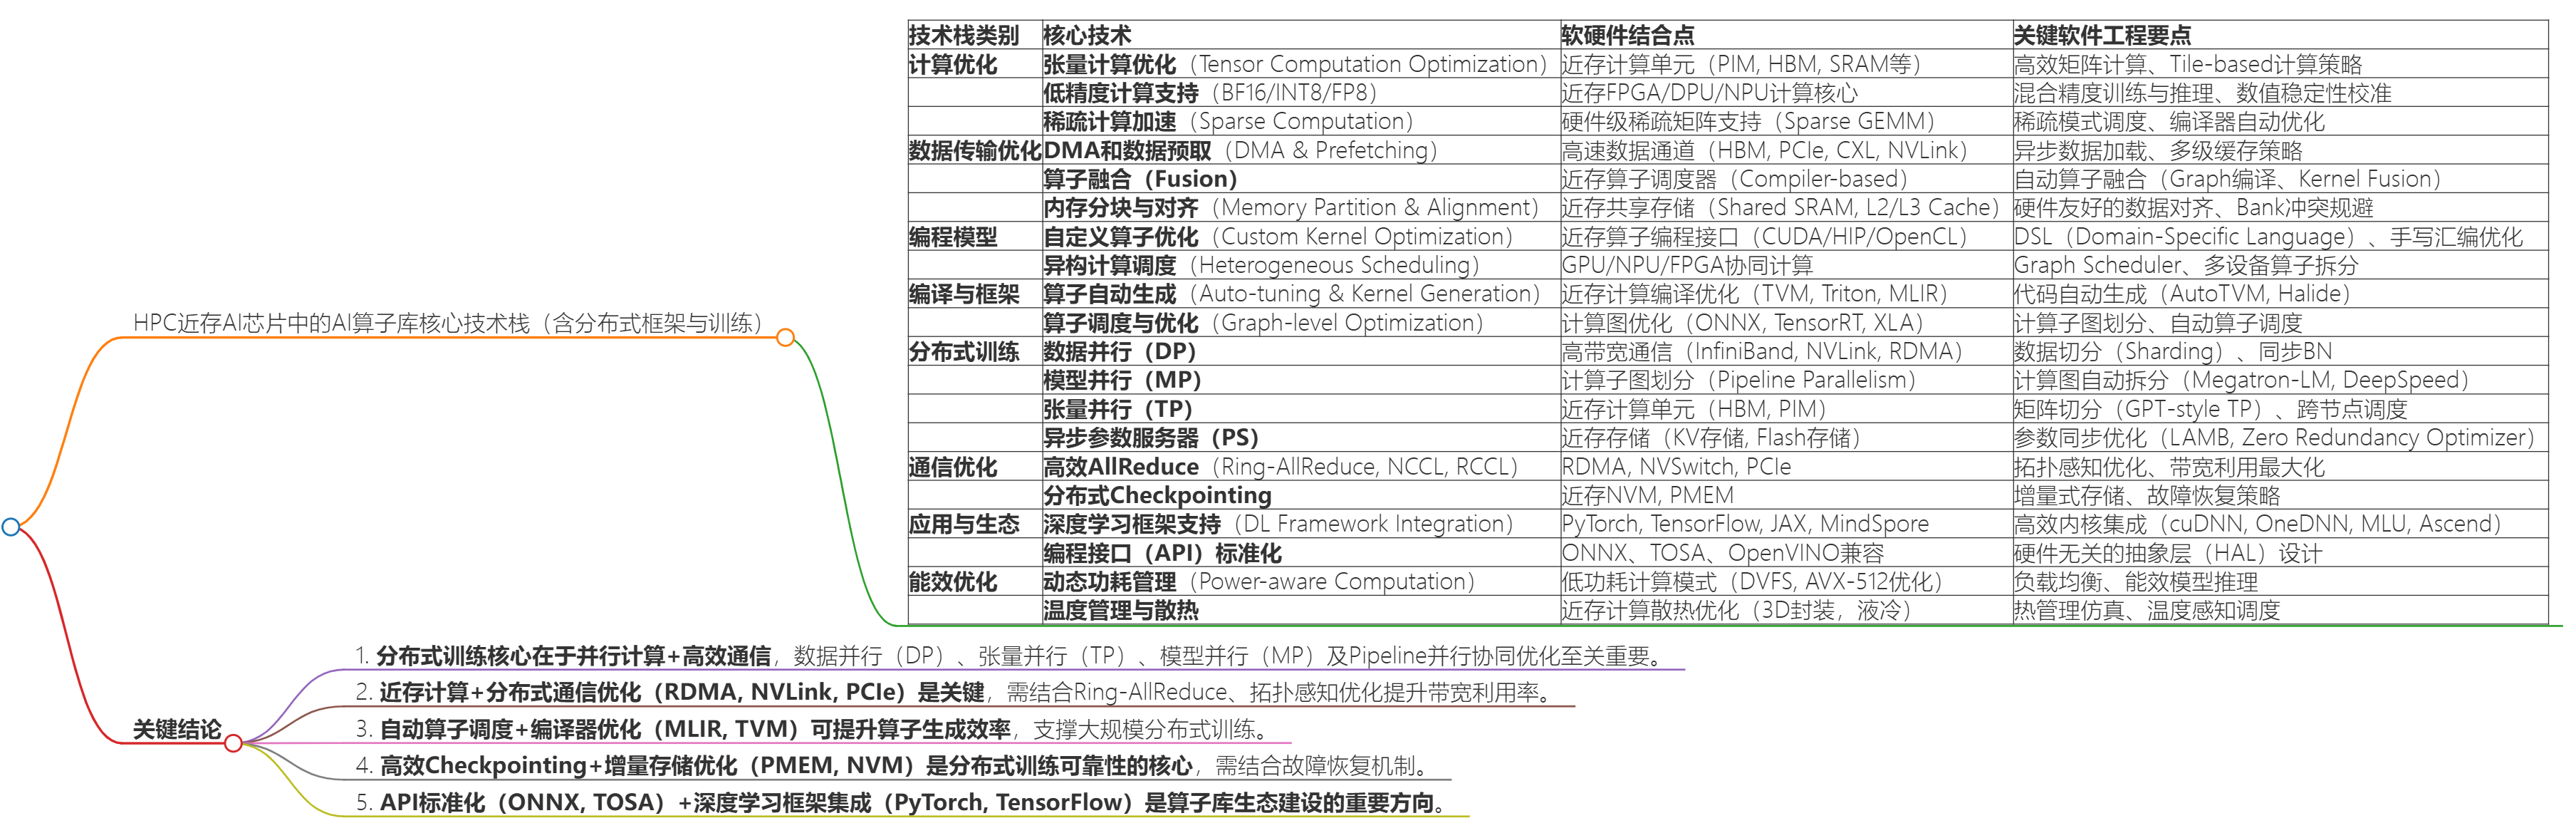 HPC近存AI芯片中的AI算子库核心技术栈（含分布式框架与训练）
技术栈类别 核心技术 软硬件结合点 关键软件工程要点
计算优化 张量计算优化（Tensor Computation Optimization） 近存计算单元（PIM, HBM, SRAM等） 高效矩阵计算、Tile-based计算策略
低精度计算支持（BF16/INT8/FP8） 近存FPGA/DPU/NPU计算核心 混合精度训练与推理、数值稳定性校准
稀疏计算加速（Sparse Computation） 硬件级稀疏矩阵支持（Sparse GEMM） 稀疏模式调度、编译器自动优化
数据传输优化 DMA和数据预取（DMA & Prefetching） 高速数据通道（HBM, PCIe, CXL, NVLink） 异步数据加载、多级缓存策略
算子融合（Fusion） 近存算子调度器（Compiler-based） 自动算子融合（Graph编译、Kernel Fusion）
内存分块与对齐（Memory Partition & Alignment） 近存共享存储（Shared SRAM, L2/L3 Cache） 硬件友好的数据对齐、Bank冲突规避
编程模型 自定义算子优化（Custom Kernel Optimization） 近存算子编程接口（CUDA/HIP/OpenCL） DSL（Domain-Specific Language）、手写汇编优化
异构计算调度（Heterogeneous Scheduling） GPU/NPU/FPGA协同计算 Graph Scheduler、多设备算子拆分
编译与框架 算子自动生成（Auto-tuning & Kernel Generation） 近存计算编译优化（TVM, Triton, MLIR） 代码自动生成（AutoTVM, Halide）
算子调度与优化（Graph-level Optimization） 计算图优化（ONNX, TensorRT, XLA） 计算子图划分、自动算子调度
分布式训练 数据并行（DP） 高带宽通信（InfiniBand, NVLink, RDMA） 数据切分（Sharding）、同步BN
模型并行（MP） 计算子图划分（Pipeline Parallelism） 计算图自动拆分（Megatron-LM, DeepSpeed）
张量并行（TP） 近存计算单元（HBM, PIM） 矩阵切分（GPT-style TP）、跨节点调度
异步参数服务器（PS） 近存存储（KV存储, Flash存储） 参数同步优化（LAMB, Zero Redundancy Optimizer）
通信优化 高效AllReduce（Ring-AllReduce, NCCL, RCCL） RDMA, NVSwitch, PCIe 拓扑感知优化、带宽利用最大化
分布式Checkpointing 近存NVM, PMEM 增量式存储、故障恢复策略
应用与生态 深度学习框架支持（DL Framework Integration） PyTorch, TensorFlow, JAX, MindSpore 高效内核集成（cuDNN, OneDNN, MLU, Ascend）
编程接口（API）标准化 ONNX、TOSA、OpenVINO兼容 硬件无关的抽象层（HAL）设计
能效优化 动态功耗管理（Power-aware Computation） 低功耗计算模式（DVFS, AVX-512优化） 负载均衡、能效模型推理
温度管理与散热 近存计算散热优化（3D封装，液冷） 热管理仿真、温度感知调度
关键结论
1. 分布式训练核心在于并行计算+高效通信，数据并行（DP）、张量并行（TP）、模型并行（MP）及Pipeline并行协同优化至关重要。
2. 近存计算+分布式通信优化（RDMA, NVLink, PCIe）是关键，需结合Ring-AllReduce、拓扑感知优化提升带宽利用率。
3. 自动算子调度+编译器优化（MLIR, TVM）可提升算子生成效率，支撑大规模分布式训练。
4. 高效Checkpointing+增量存储优化（PMEM, NVM）是分布式训练可靠性的核心，需结合故障恢复机制。
5. API标准化（ONNX, TOSA）+深度学习框架集成（PyTorch, TensorFlow）是算子库生态建设的重要方向。